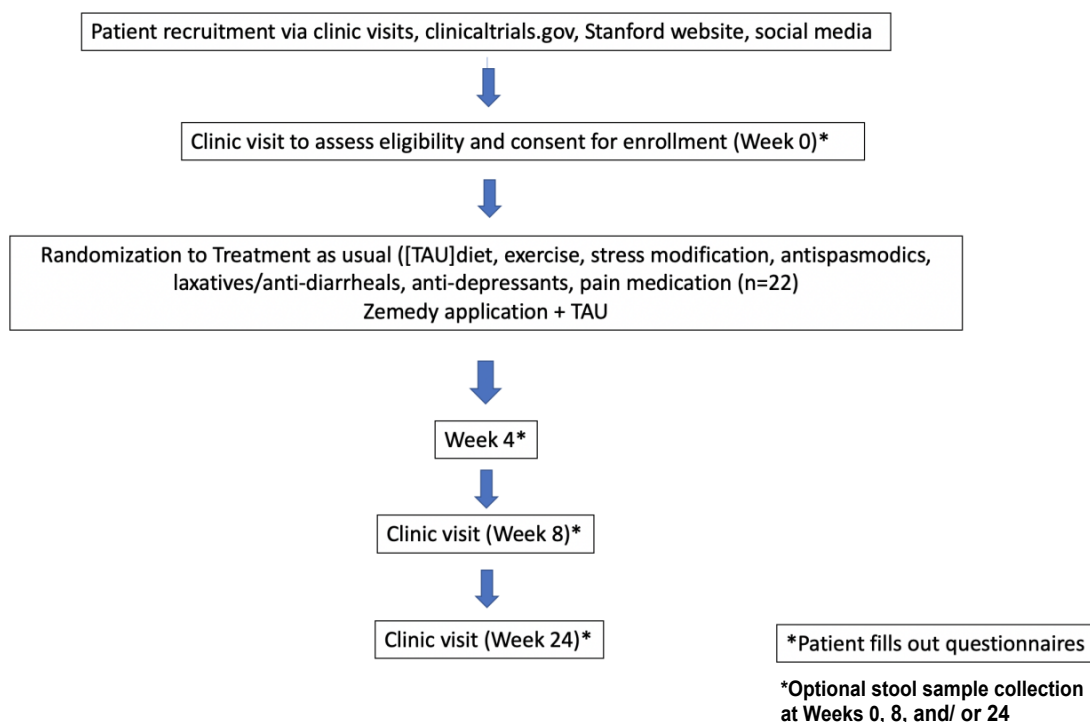 Patient recruitment via clinic visits, clinicaltrials.gov, Stanford website, social media
Clinic visit to assess eligibility and consent for enrollment (Week 0)*
Randomization to Treatment as usual ([TAU]diet, exercise, stress modification, antispasmodics,
laxatives/anti-diarrheals, anti-depressants, pain medication (n=22)
Zemedy application + TAU
Week 4*
Clinic visit (Week 8)*
Clinic visit (Week 24)*
*Patient fills out questionnaires
*Optional stool sample collection
at Weeks 0, 8, and/ or 24